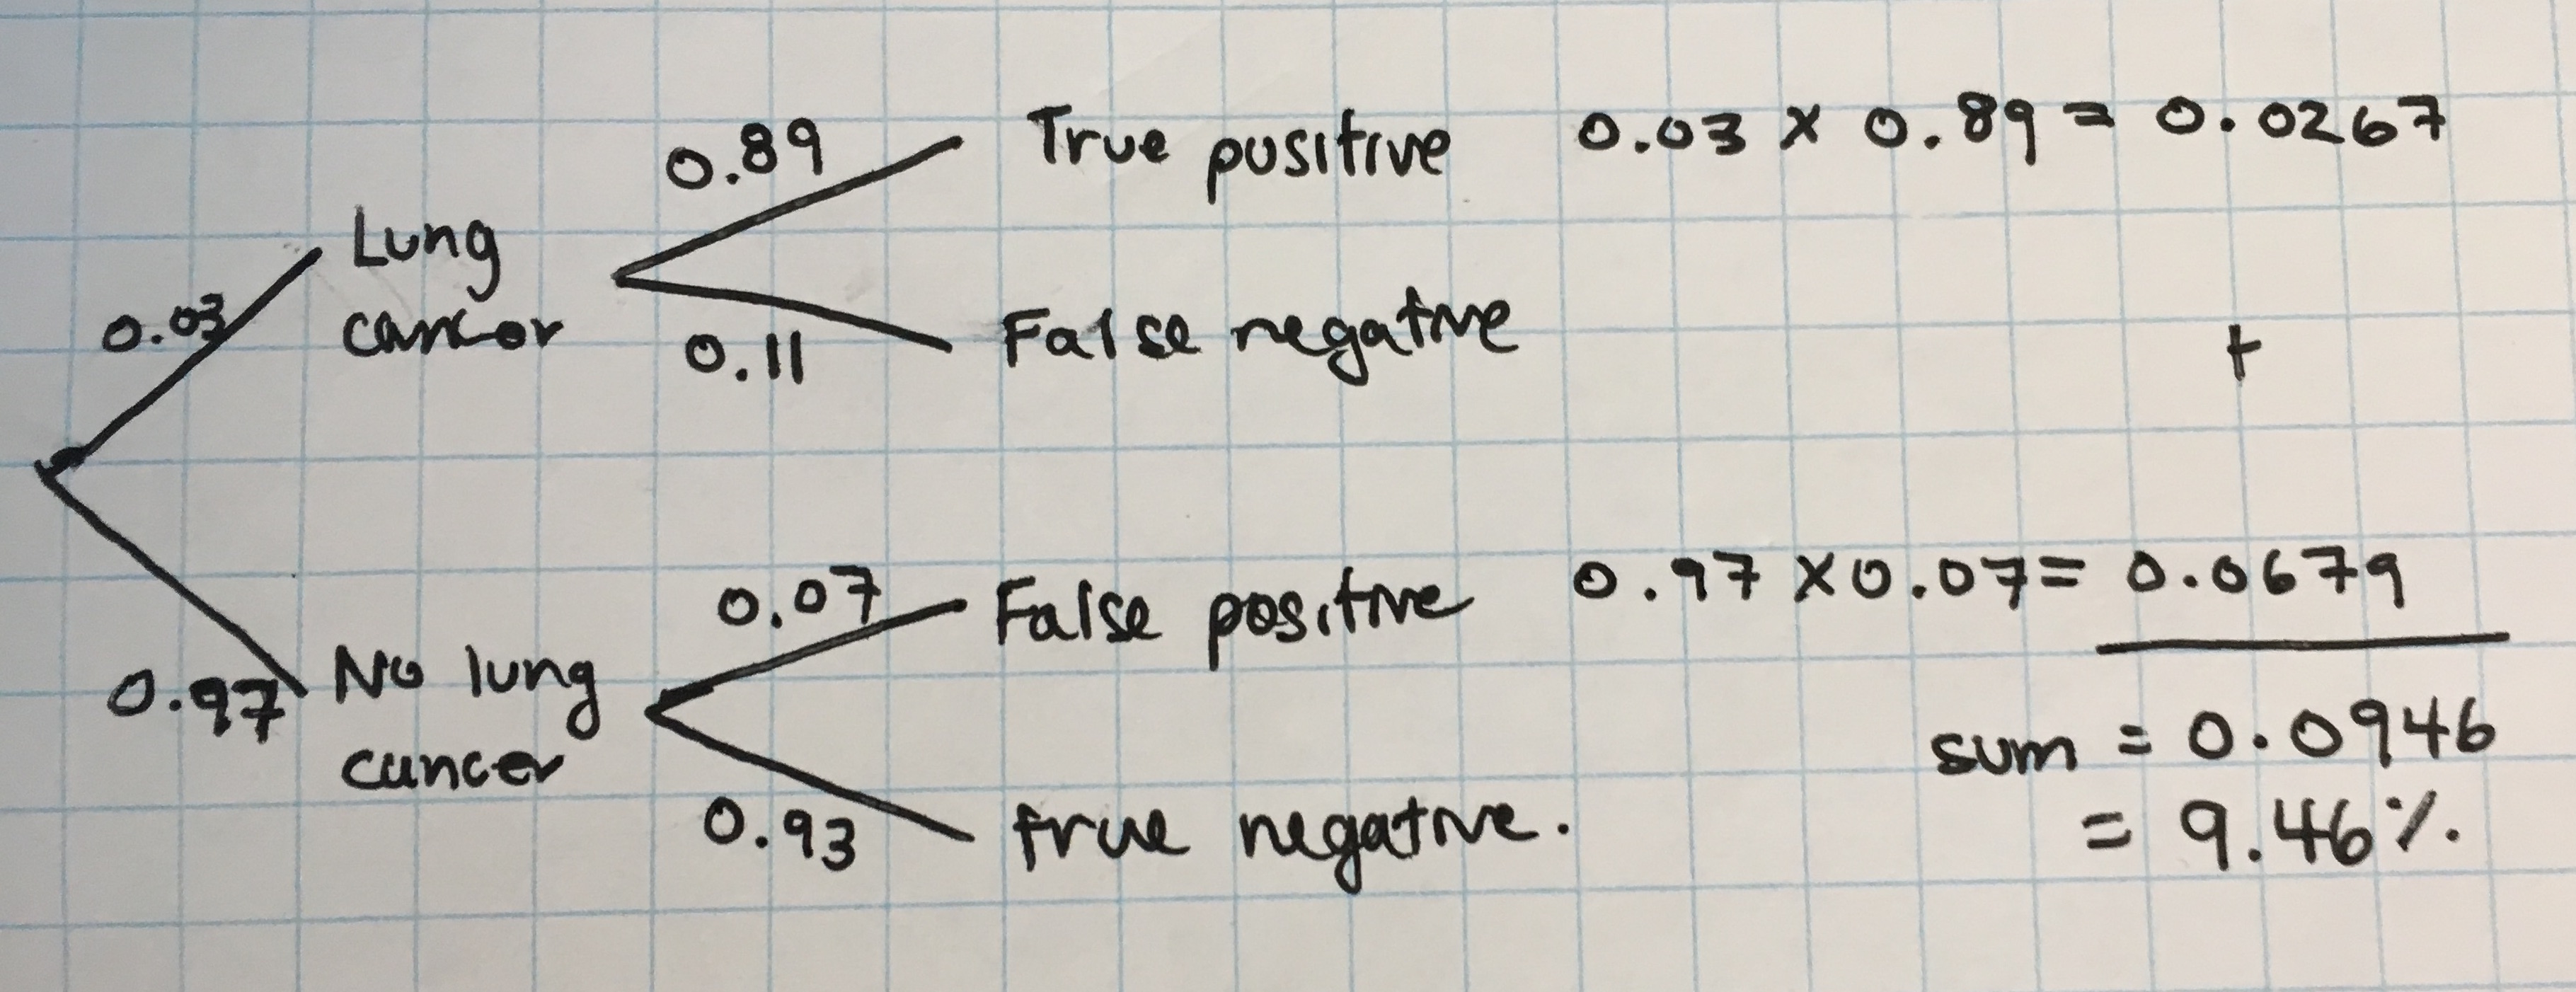 0.89 True positive 0.03 × 0.89 = 0.0267
Lung
cancer
0.03
0.11 False negative
+
0.07 False positive 0.97 × 0.07 = 0.0679
0.97 No lung
cancer
0.93 true negative.
sum = 0.0946
= 9.46%